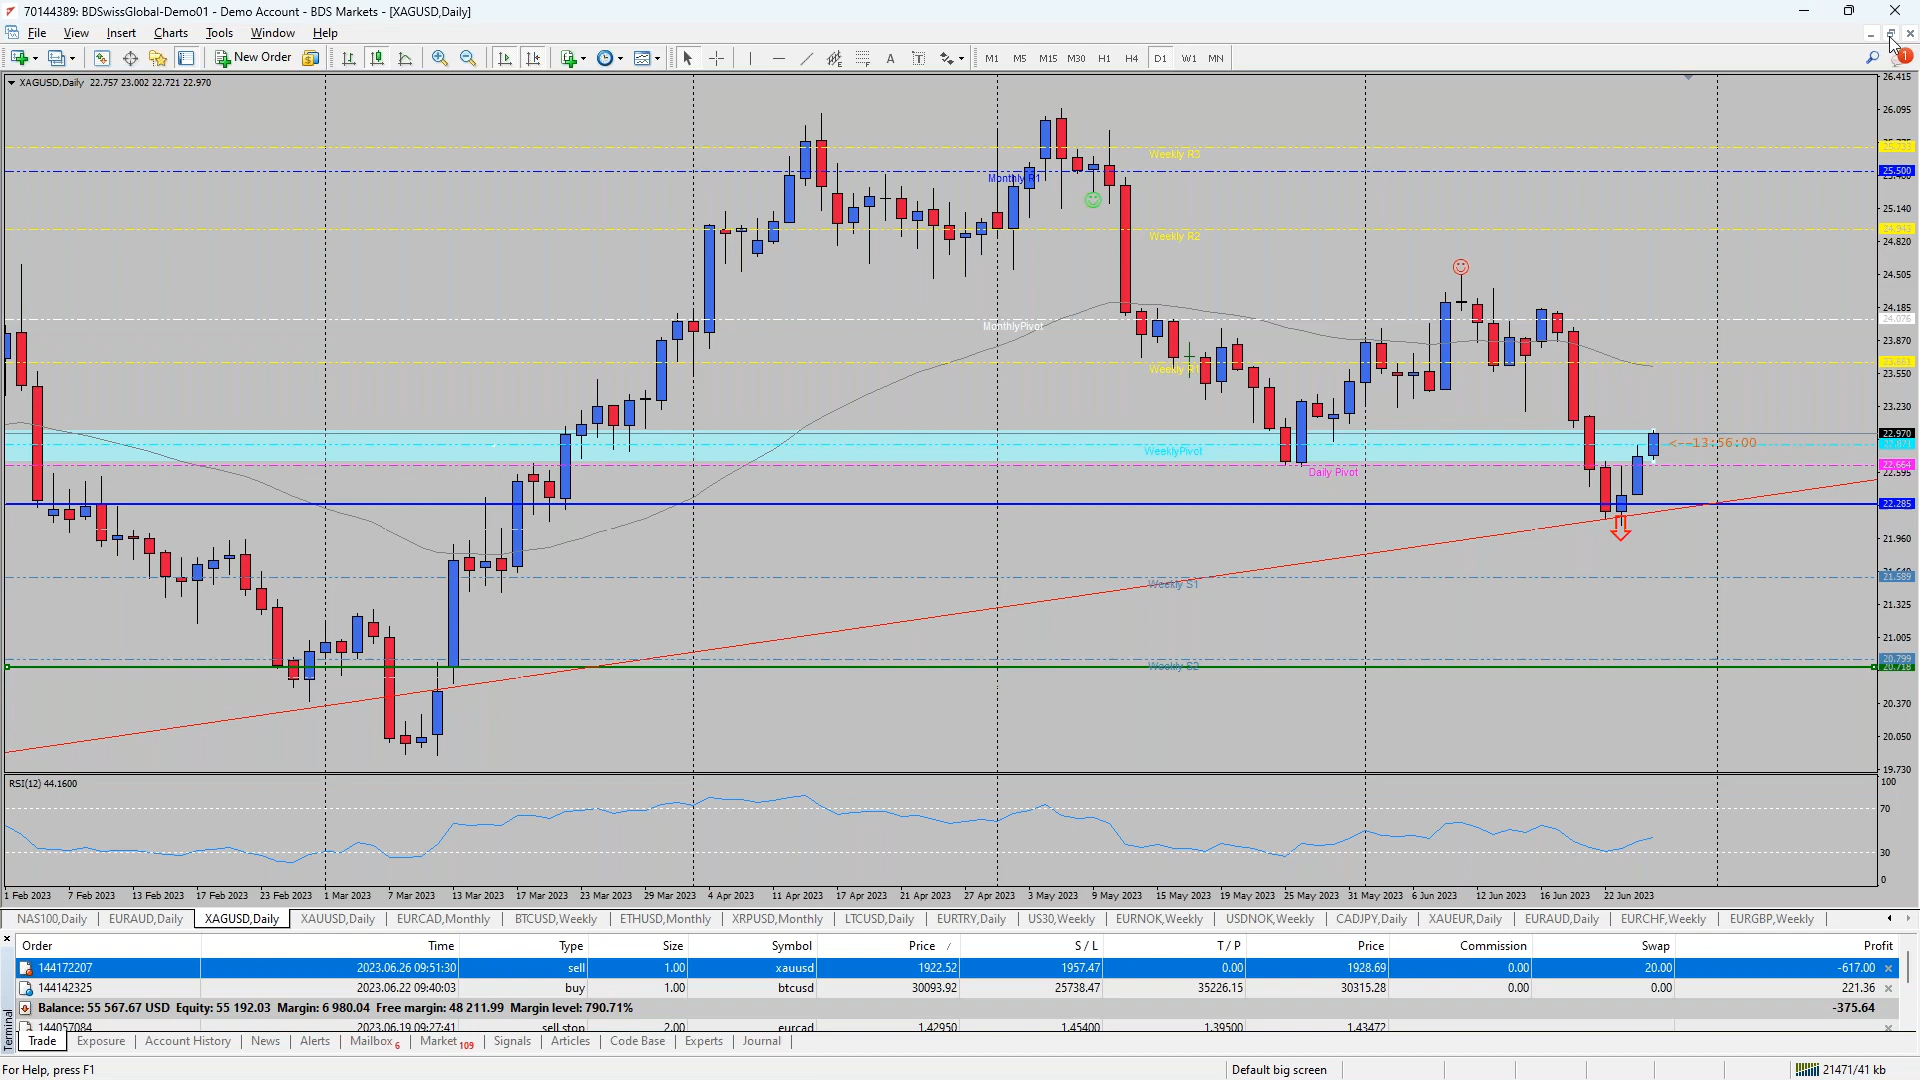 70144389: BDSwissGlobal-Demo01 - Demo Account - BDS Markets - [XAGUSD,Daily]
File View Insert Charts Tools Window Help
New Order A T M1 M5 M15 M30 H1 H4 D1 W1 MN 1
XAGUSD,Daily 22.757 23.002 22.721 22.970
26.415
26.095
Weekly R3
Monthly R1
25.500
25.140
Weekly R2
24.820
24.505
24.185
MonthlyPivot
24.076
23.870
Weekly R1
23.550
23.230
22.970
<--13:56:00
WeeklyPivot
22.664
Daily Pivot
22.285
21.960
Weekly S1
21.589
21.325
21.005
Weekly S2
20.799
20.718
20.370
20.050
19.730
RSI(12) 44.1600
100
70
30
0
1 Feb 2023 7 Feb 2023 13 Feb 2023 17 Feb 2023 23 Feb 2023 1 Mar 2023 7 Mar 2023 13 Mar 2023 17 Mar 2023 23 Mar 2023 29 Mar 2023 4 Apr 2023 11 Apr 2023 17 Apr 2023 21 Apr 2023 27 Apr 2023 3 May 2023 9 May 2023 15 May 2023 19 May 2023 25 May 2023 31 May 2023 6 Jun 2023 12 Jun 2023 16 Jun 2023 22 Jun 2023
NAS100,Daily EURAUD,Daily XAGUSD,Daily XAUUSD,Daily EURCAD,Monthly BTCUSD,Weekly ETHUSD,Monthly XRPUSD,Monthly LTCUSD,Daily EURTRY,Daily US30,Weekly EURNOK,Weekly USDNOK,Weekly CADJPY,Daily XAUEUR,Daily EURAUD,Daily EURCHF,Weekly EURGBP,Weekly
Order Time Type Size Symbol Price / S / L T / P Price Commission Swap Profit
144172207 2023.06.26 09:51:30 sell 1.00 xauusd 1922.52 1957.47 0.00 1928.69 0.00 20.00 -617.00
144142325 2023.06.22 09:40:03 buy 1.00 btcusd 30093.92 25738.47 35226.15 30315.28 0.00 0.00 221.36
Balance: 55 567.67 USD Equity: 55 192.03 Margin: 6 980.04 Free margin: 48 211.99 Margin level: 790.71% -375.64
144057084 2023.06.19 09:27:41 sell stop 2.00 eurcad 1.42950 1.45400 1.39500 1.43472
Terminal
Trade Exposure Account History News Alerts Mailbox 6 Market 109 Signals Articles Code Base Experts Journal
For Help, press F1 Default big screen 21471/41 kb